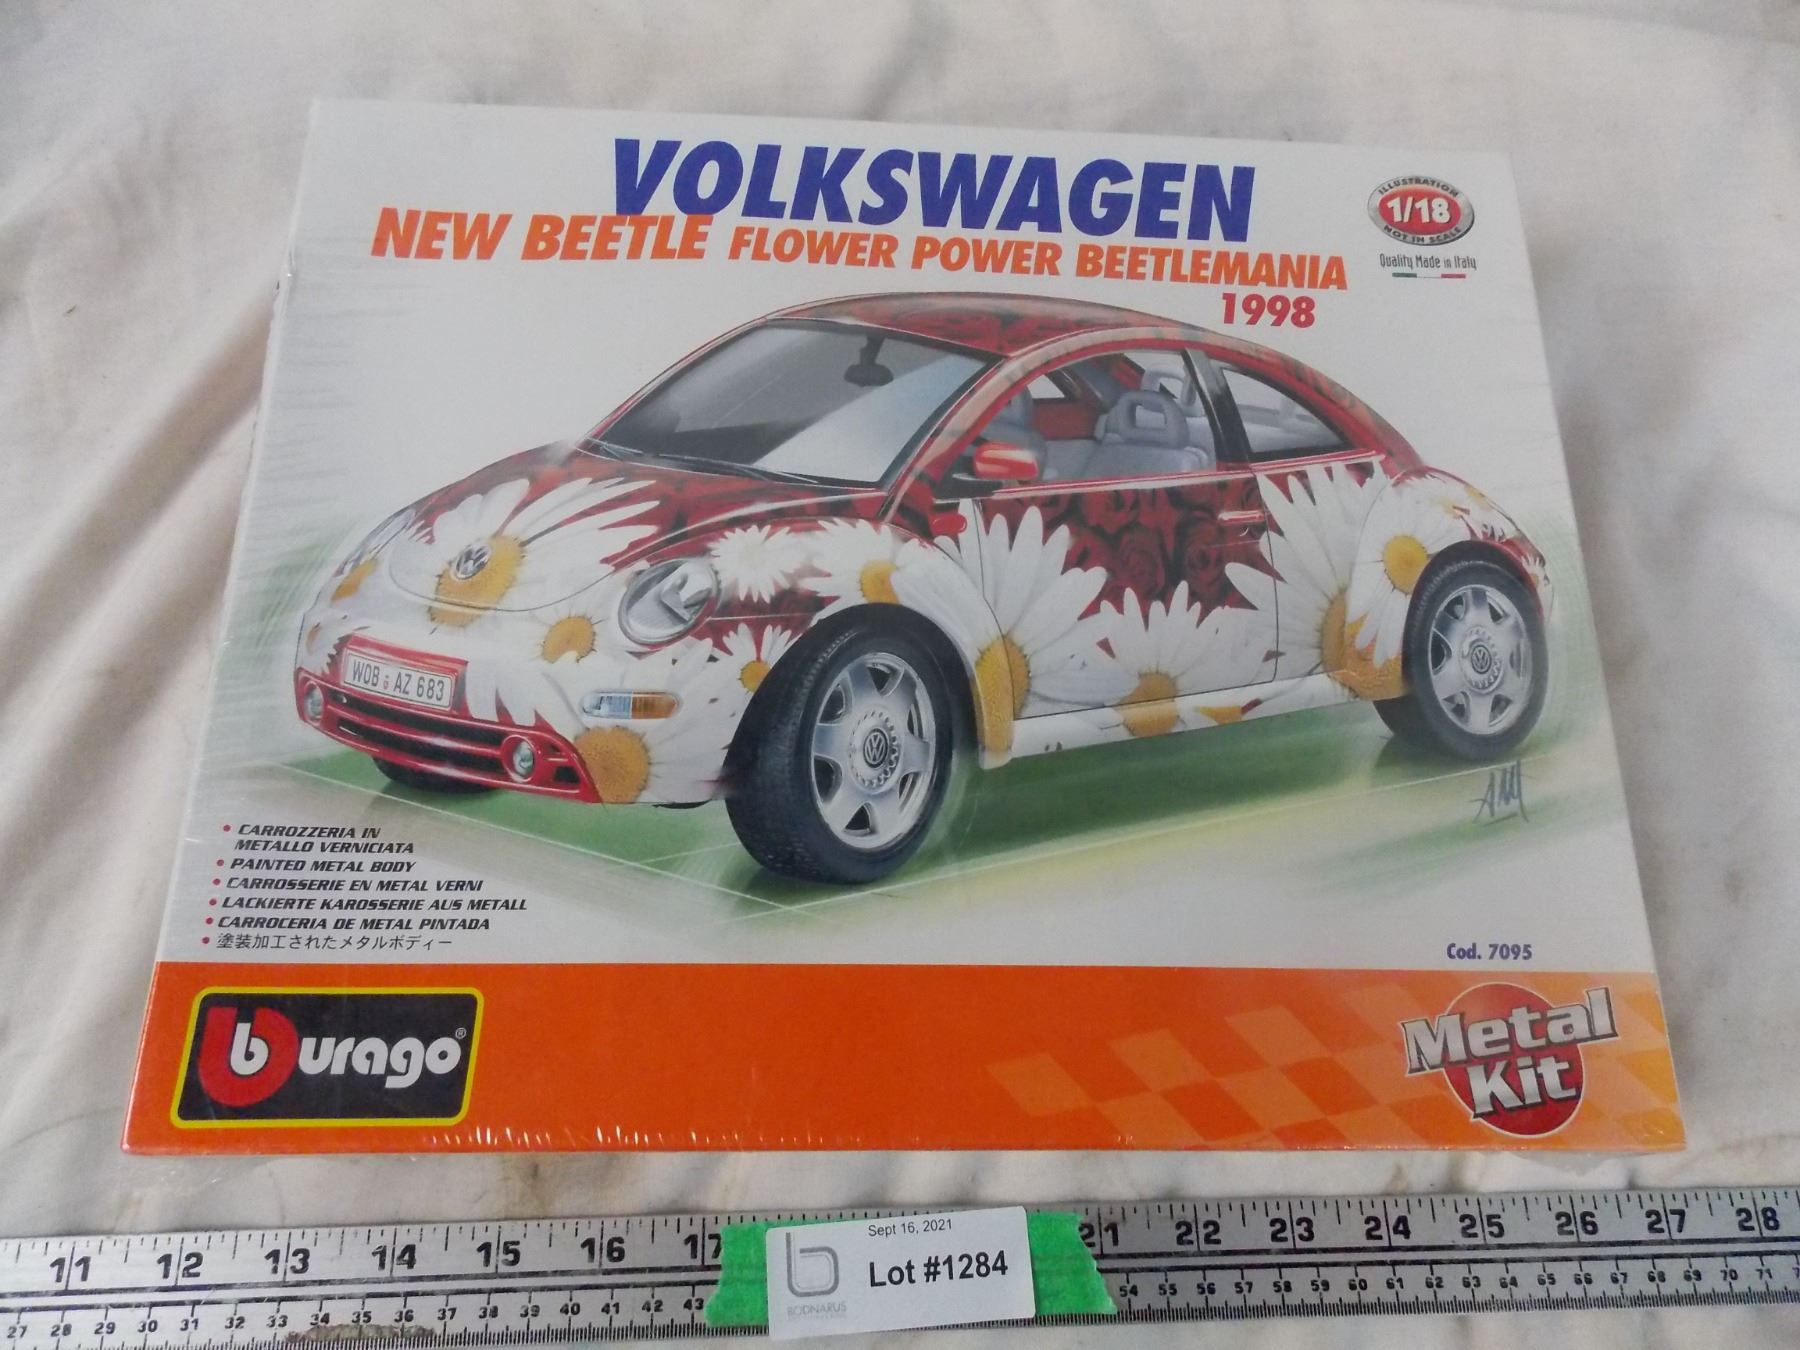 VOLKSWAGEN
NEW BEETLE FLOWER POWER BEETLEMANIA
1998
ILLUSTRATION
1/18
NOT IN SCALE
Quality Made in Italy
WOB AZ 683
• CARROZZERIA IN
METALLO VERNICIATA
• PAINTED METAL BODY
• CARROSSERIE EN METAL VERNI
• LACKIERTE KAROSSERIE AUS METALL
• CARROCERIA DE METAL PINTADA
• 塗装加工されたメタルボディー
Cod. 7095
burago®
Metal
Kit
11 12 13 14 15 16 17 21 22 23 24 25 26 27 28
Sept 16, 2021
Lot #1284
BODNARUS
27 28 29 30 31 32 33 34 35 36 37 38 39 40 41 42 43 54 55 56 57 58 59 60 61 62 63 64 65 66 67 68 69 70 71